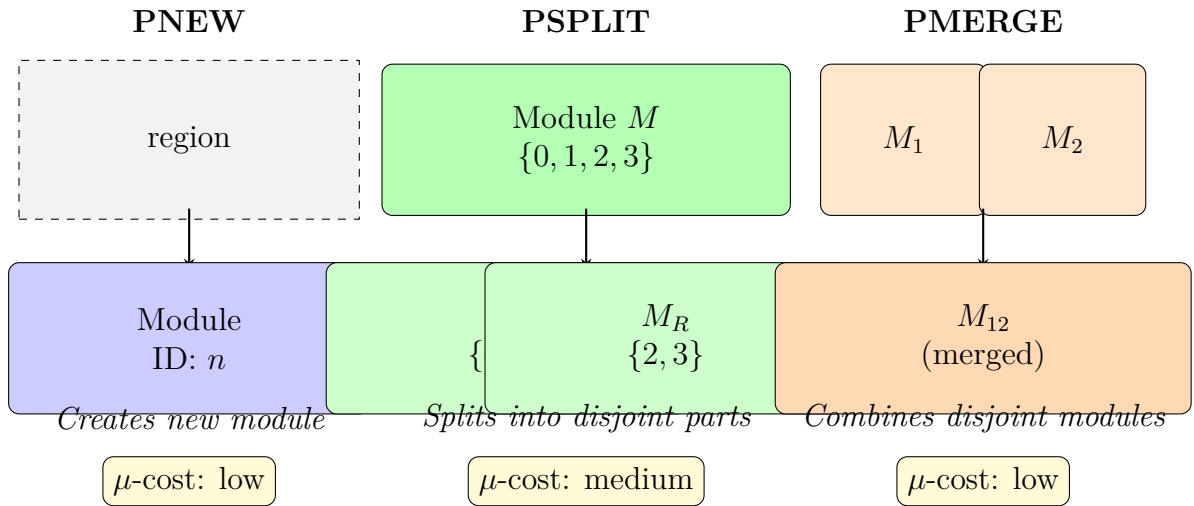 PNEW
PSPLIT
PMERGE
region
Module M
{0, 1, 2, 3}
M₁
M₂
Module
ID: n
{
M_R
{2, 3}
M₁₂
(merged)
Creates new module
Splits into disjoint parts
Combines disjoint modules
μ-cost: low
μ-cost: medium
μ-cost: low